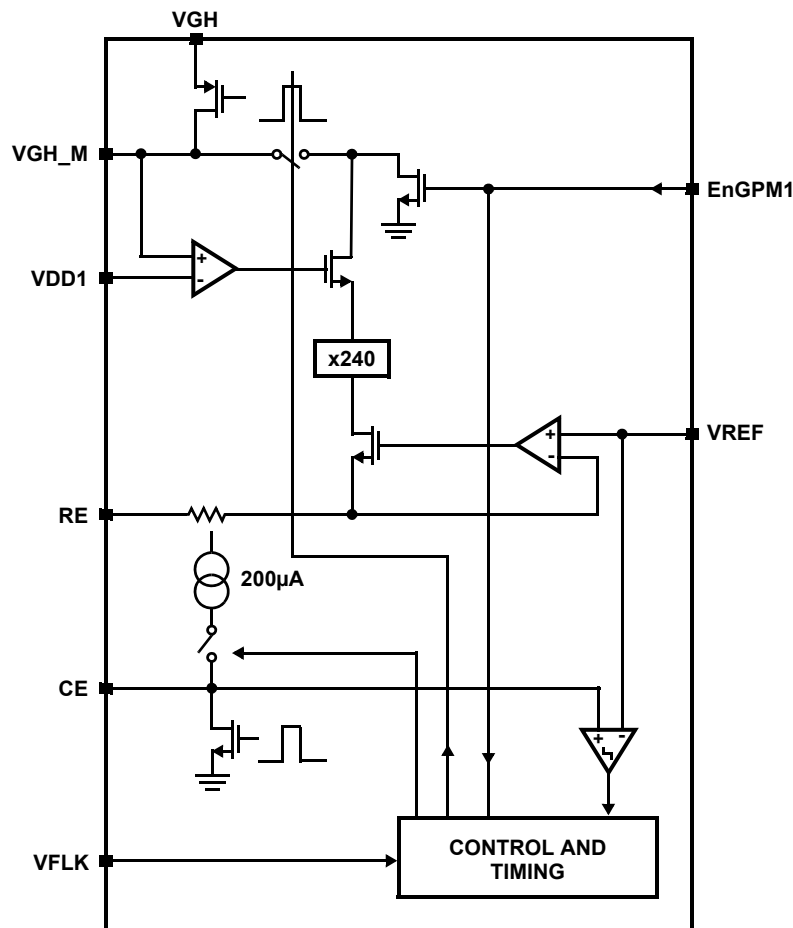 VGH
VGH_M
EnGPM1
+
-
VDD1
x240
+
-
VREF
RE
200µA
CE
+ -
VFLK
CONTROL AND
TIMING